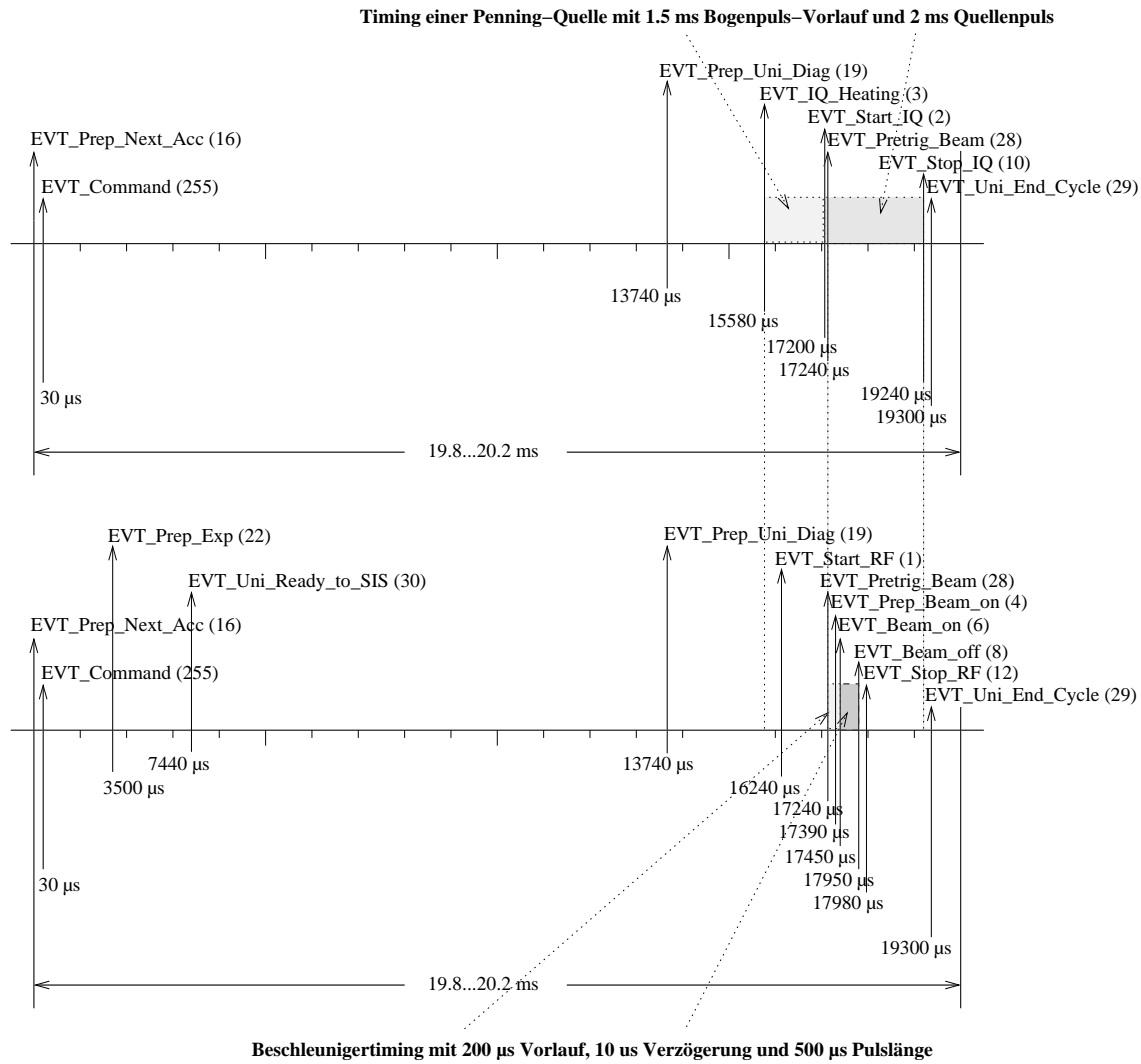 Timing einer Penning−Quelle mit 1.5 ms Bogenpuls−Vorlauf und 2 ms Quellenpuls
EVT_Prep_Uni_Diag (19)
EVT_IQ_Heating (3)
EVT_Start_IQ (2)
EVT_Prep_Next_Acc (16)
EVT_Pretrig_Beam (28)
EVT_Stop_IQ (10)
EVT_Command (255)
EVT_Uni_End_Cycle (29)
13740 µs
15580 µs
17200 µs
17240 µs
30 µs
19240 µs
19300 µs
19.8...20.2 ms
EVT_Prep_Exp (22)
EVT_Prep_Uni_Diag (19)
EVT_Start_RF (1)
EVT_Uni_Ready_to_SIS (30)
EVT_Pretrig_Beam (28)
EVT_Prep_Beam_on (4)
EVT_Prep_Next_Acc (16)
EVT_Beam_on (6)
EVT_Beam_off (8)
EVT_Command (255)
EVT_Stop_RF (12)
EVT_Uni_End_Cycle (29)
7440 µs
13740 µs
3500 µs
16240 µs
17240 µs
17390 µs
17450 µs
30 µs
17950 µs
17980 µs
19300 µs
19.8...20.2 ms
Beschleunigertiming mit 200 µs Vorlauf, 10 us Verzögerung und 500 µs Pulslänge